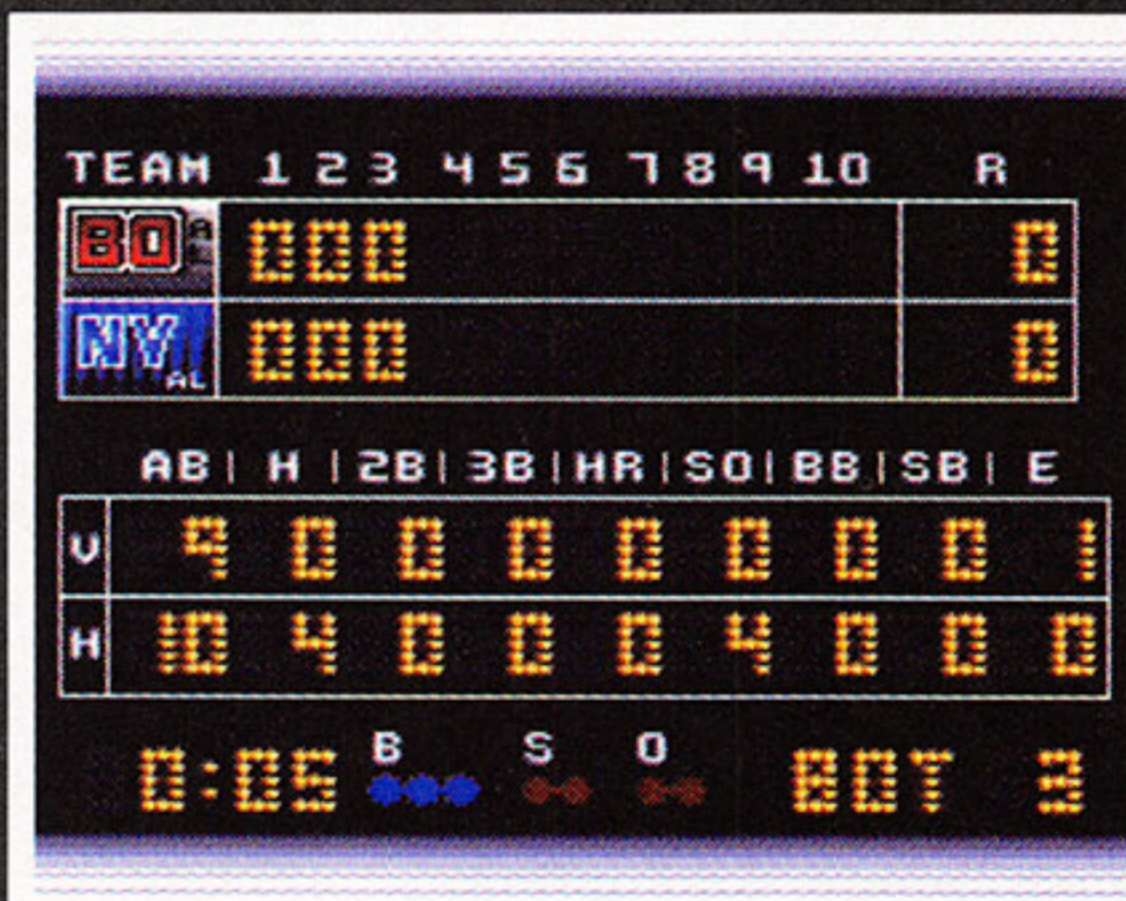 TEAM 1 2 3 4 5 6 7 8 9 10 R
BO AL 0 0 0 0
NY AL 0 0 0 0
AB | H | 2B | 3B | HR | SO | BB | SB | E
V 9 0 0 0 0 0 0 0 1
H 10 4 0 0 0 4 0 0 0
B S O
0:05 BOT 3